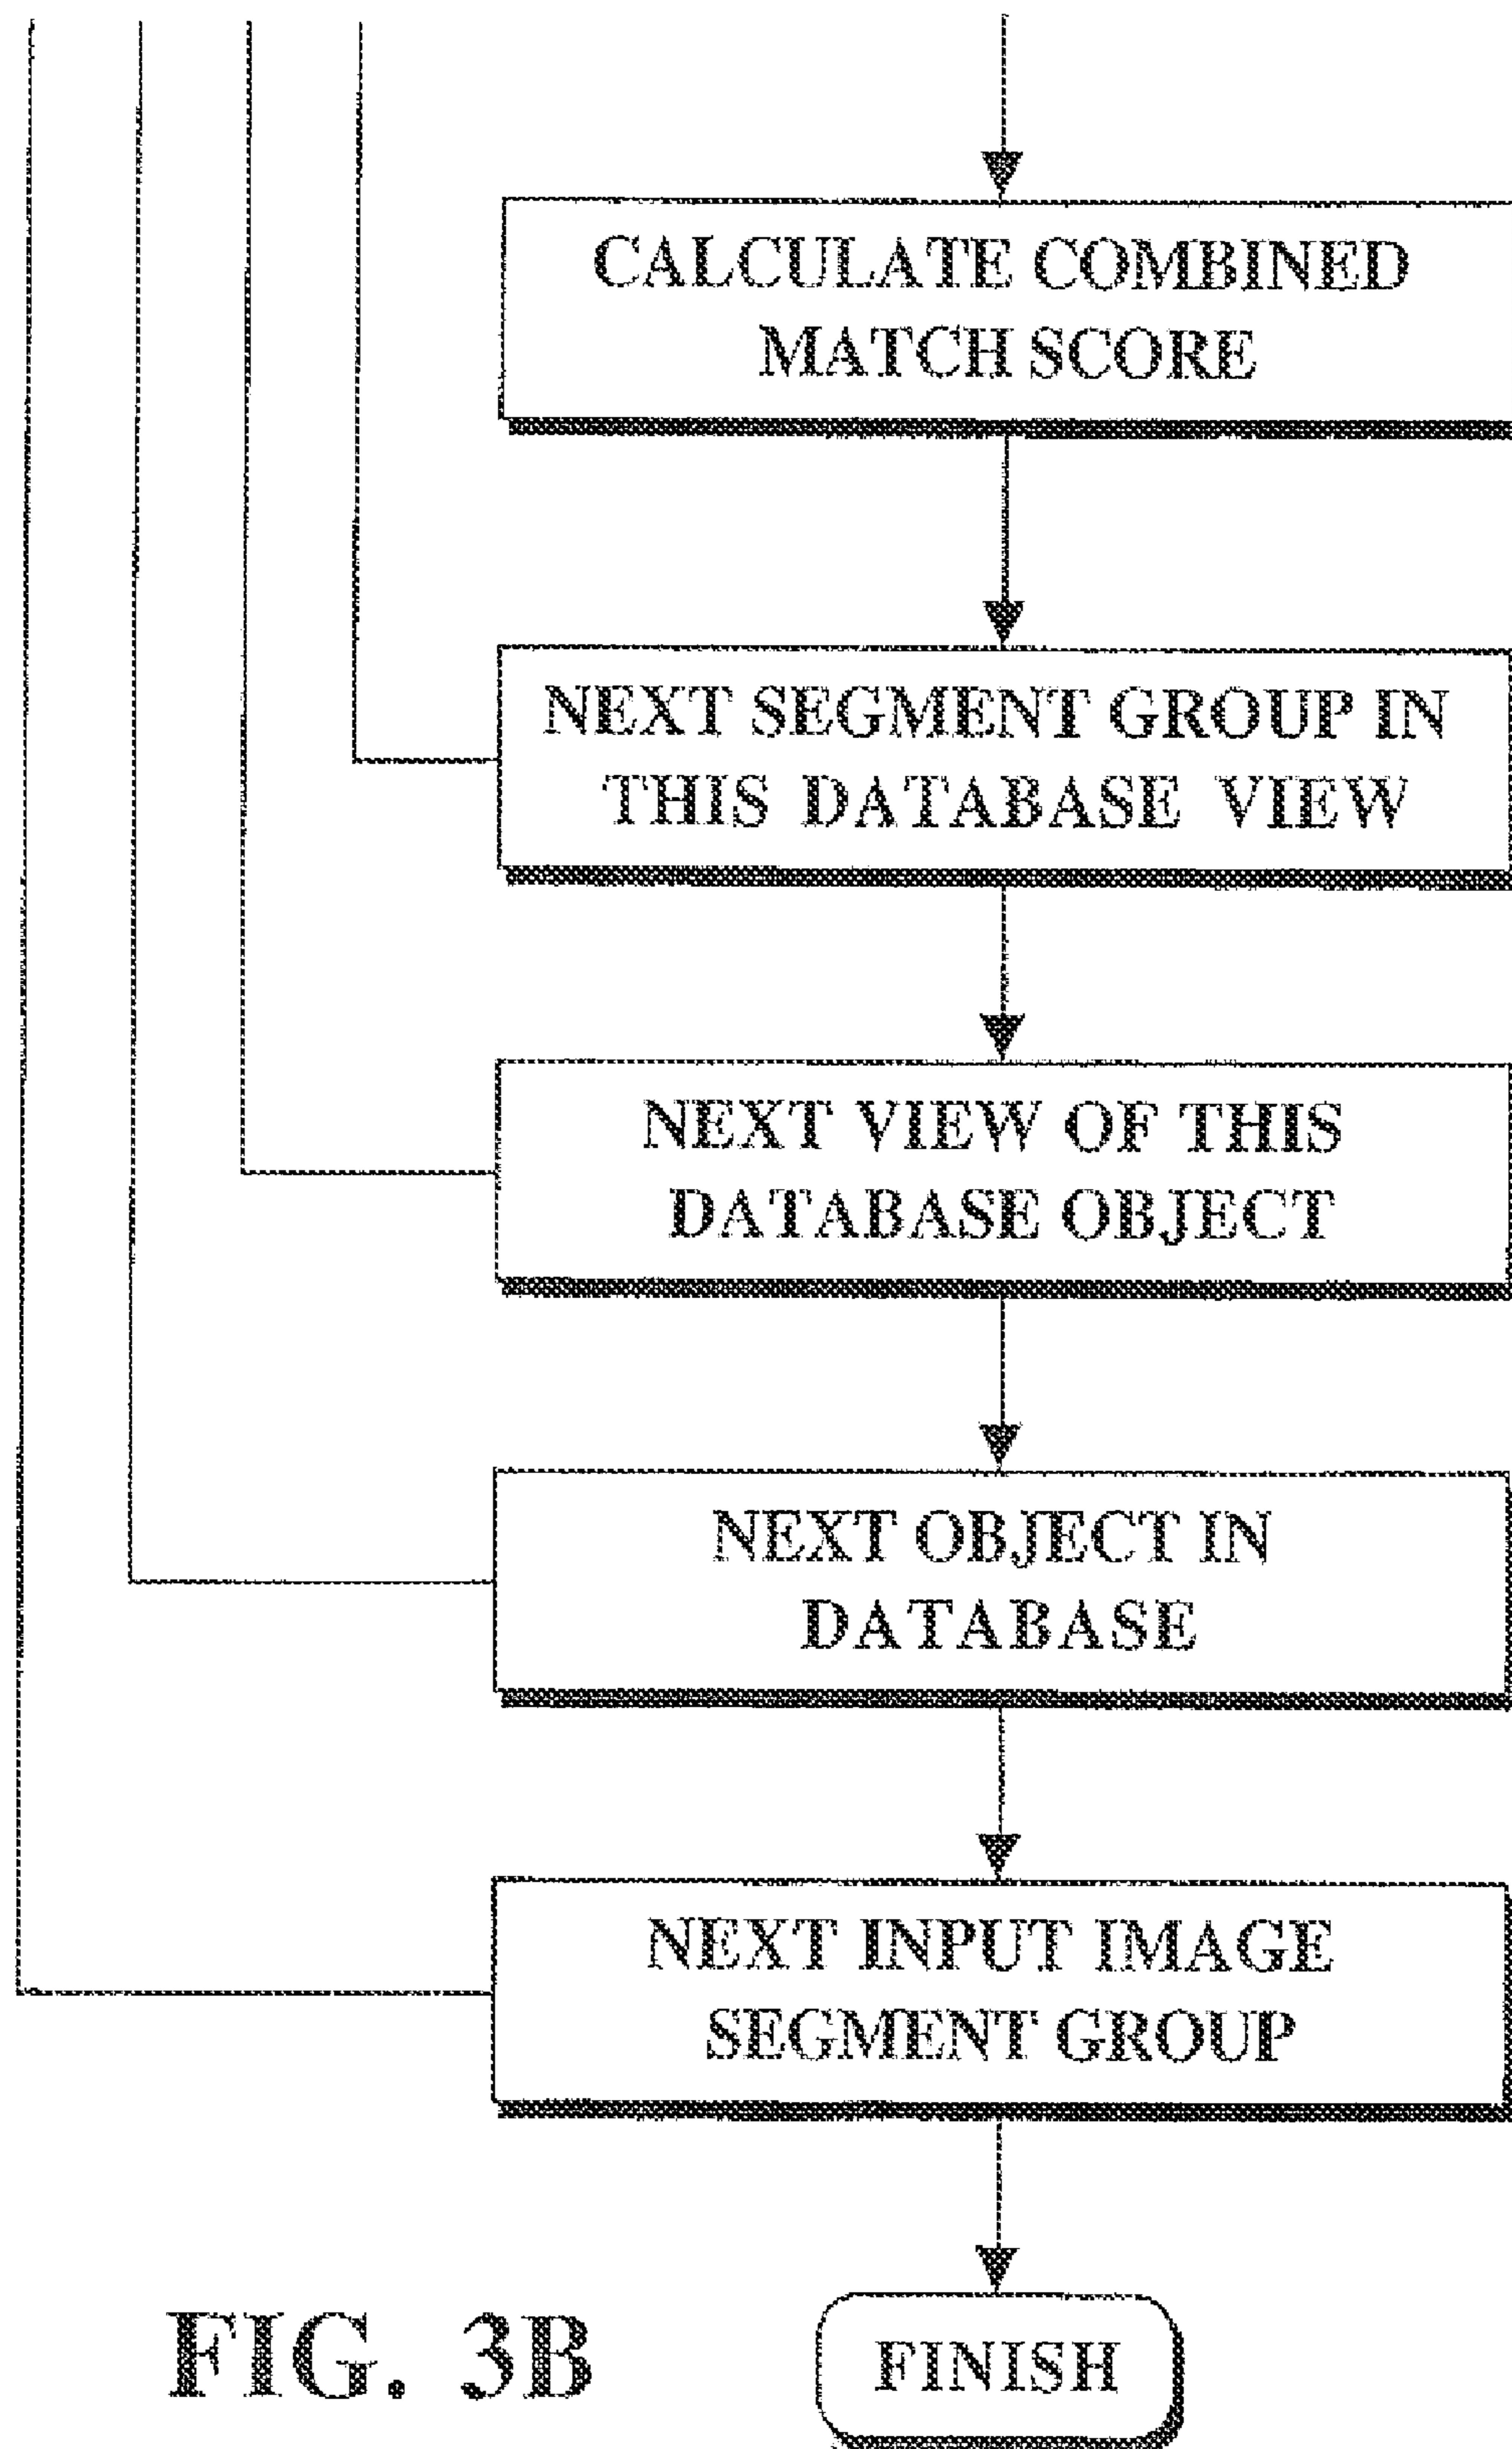 CALCULATE COMBINED
MATCH SCORE
NEXT SEGMENT GROUP IN
THIS DATABASE VIEW
NEXT VIEW OF THIS
DATABASE OBJECT
NEXT OBJECT IN
DATABASE
NEXT INPUT IMAGE
SEGMENT GROUP
FINISH
FIG. 3B